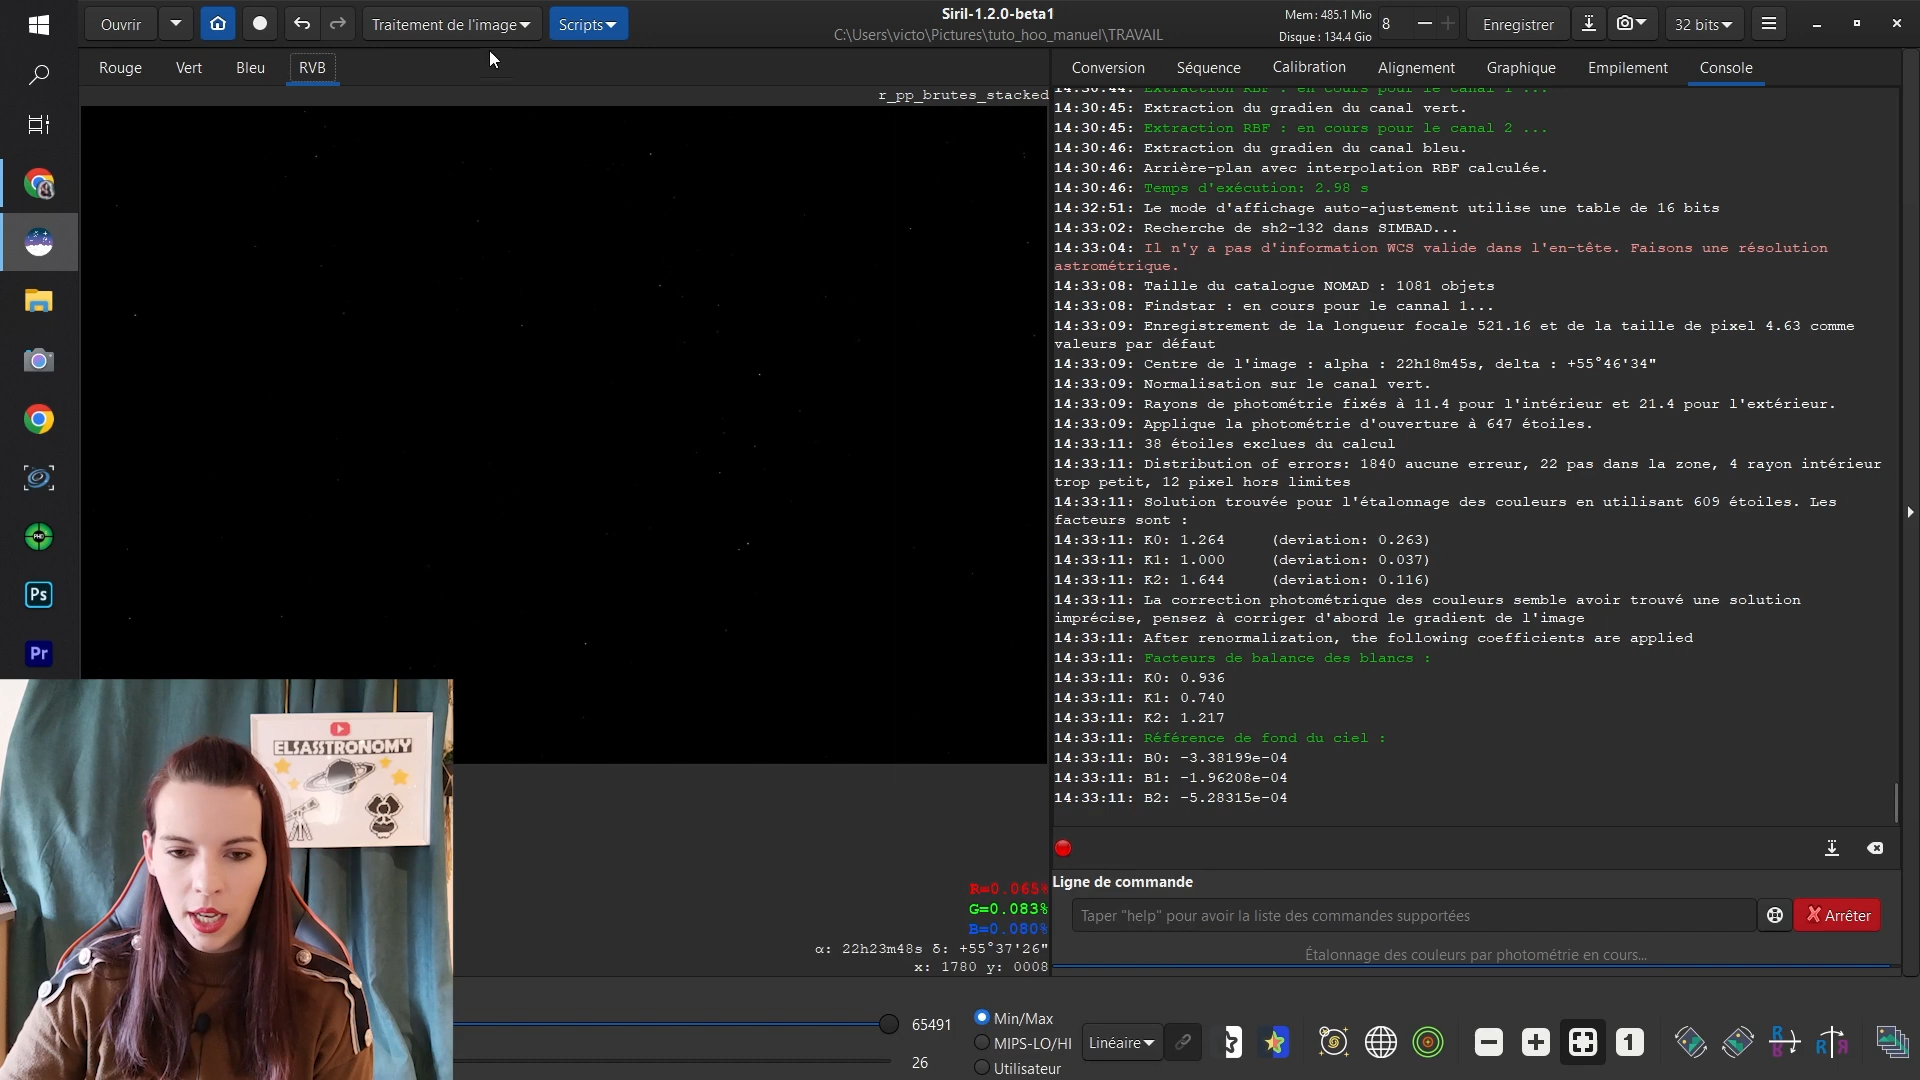 Ouvrir
Traitement de l'image
Scripts
Siril-1.2.0-beta1
C:\Users\victo\Pictures\tuto_hoo_manuel\TRAVAIL
Mem : 485.1 Mio
Disque : 134.4 Gio
8
Enregistrer
32 bits
Rouge
Vert
Bleu
RVB
r_pp_brutes_stacked
Conversion
Séquence
Calibration
Alignement
Graphique
Empilement
Console
14:30:44: Extraction RBF : en cours pour le canal 1 ...
14:30:45: Extraction du gradien du canal vert.
14:30:45: Extraction RBF : en cours pour le canal 2 ...
14:30:46: Extraction du gradien du canal bleu.
14:30:46: Arrière-plan avec interpolation RBF calculée.
14:30:46: Temps d'exécution: 2.98 s
14:32:51: Le mode d'affichage auto-ajustement utilise une table de 16 bits
14:33:02: Recherche de sh2-132 dans SIMBAD...
14:33:04: Il n'y a pas d'information WCS valide dans l'en-tête. Faisons une résolution
astrométrique.
14:33:08: Taille du catalogue NOMAD : 1081 objets
14:33:08: Findstar : en cours pour le cannal 1...
14:33:09: Enregistrement de la longueur focale 521.16 et de la taille de pixel 4.63 comme
valeurs par défaut
14:33:09: Centre de l'image : alpha : 22h18m45s, delta : +55°46'34"
14:33:09: Normalisation sur le canal vert.
14:33:09: Rayons de photométrie fixés à 11.4 pour l'intérieur et 21.4 pour l'extérieur.
14:33:09: Applique la photométrie d'ouverture à 647 étoiles.
14:33:11: 38 étoiles exclues du calcul
14:33:11: Distribution of errors: 1840 aucune erreur, 22 pas dans la zone, 4 rayon intérieur
trop petit, 12 pixel hors limites
14:33:11: Solution trouvée pour l'étalonnage des couleurs en utilisant 609 étoiles. Les
facteurs sont :
14:33:11: K0: 1.264 (deviation: 0.263)
14:33:11: K1: 1.000 (deviation: 0.037)
14:33:11: K2: 1.644 (deviation: 0.116)
14:33:11: La correction photométrique des couleurs semble avoir trouvé une solution
imprécise, pensez à corriger d'abord le gradient de l'image
14:33:11: After renormalization, the following coefficients are applied
14:33:11: Facteurs de balance des blancs :
14:33:11: K0: 0.936
14:33:11: K1: 0.740
14:33:11: K2: 1.217
14:33:11: Référence de fond du ciel :
14:33:11: B0: -3.38199e-04
14:33:11: B1: -1.96208e-04
14:33:11: B2: -5.28315e-04
Ligne de commande
Taper "help" pour avoir la liste des commandes supportées
Arrêter
Étalonnage des couleurs par photométrie en cours...
PHD
Ps
Pr
ELSASSTRONOMY
R=0.065%
G=0.083%
B=0.080%
α: 22h23m48s δ: +55°37'26"
x: 1780 y: 0008
65491
26
Min/Max
MIPS-LO/HI
Utilisateur
Linéaire
1
R
R
R
R